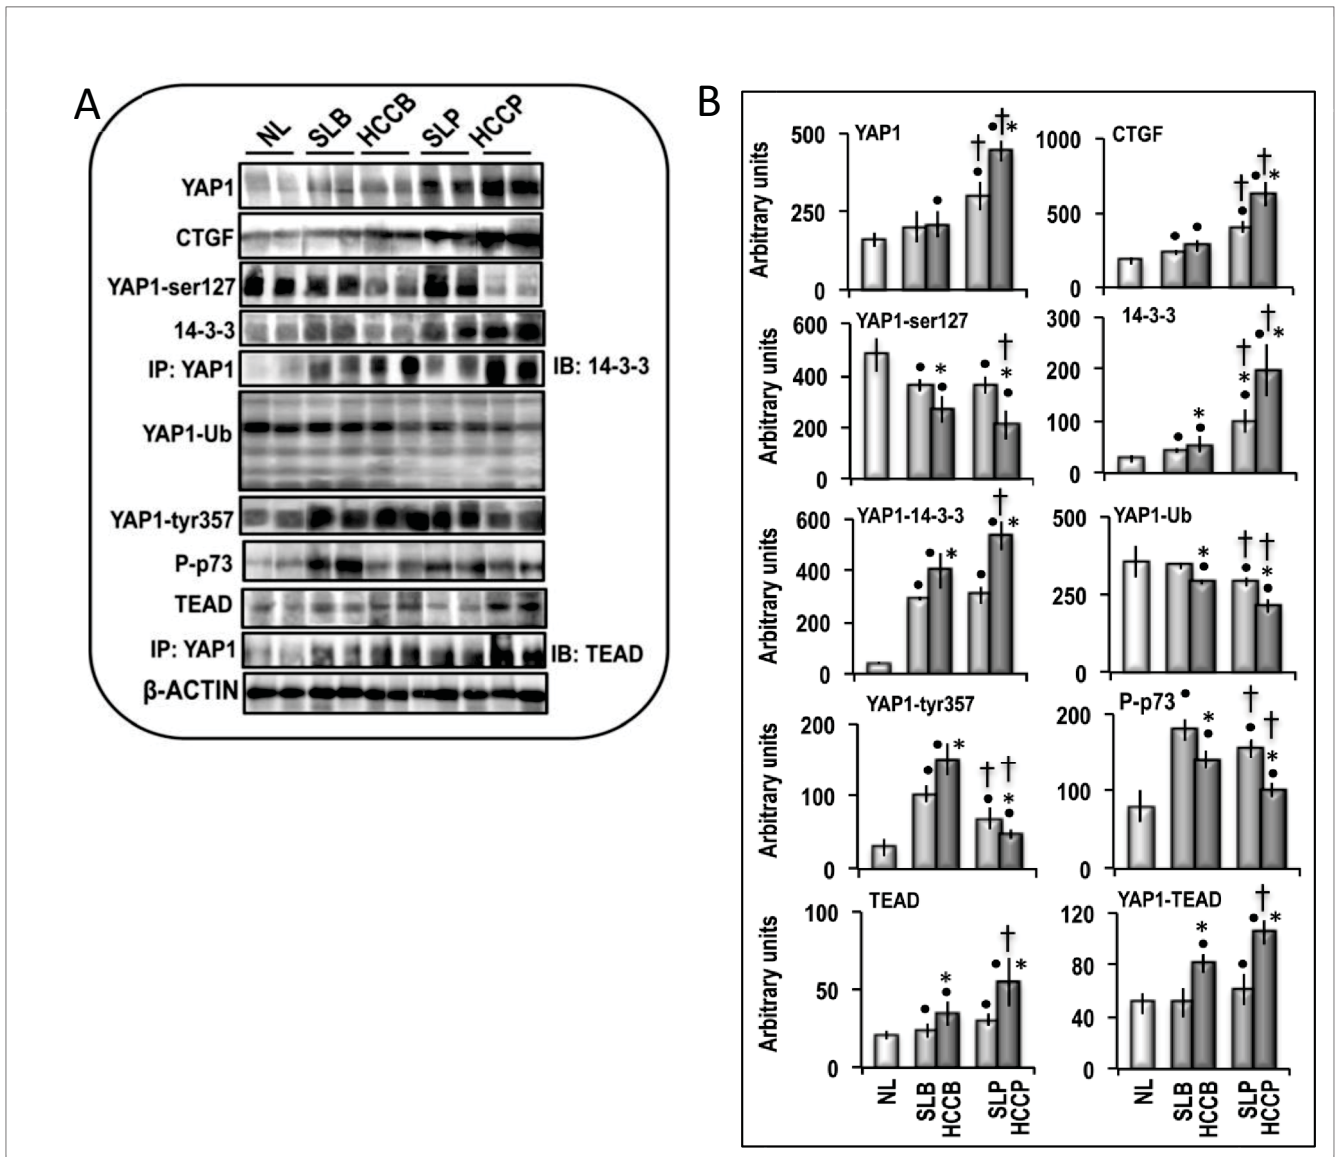 A
NL SLB HCCB SLP HCCP
YAP1
CTGF
YAP1-ser127
14-3-3
IP: YAP1 IB: 14-3-3
YAP1-Ub
YAP1-tyr357
P-p73
TEAD
IP: YAP1 IB: TEAD
β-ACTIN
B
YAP1
Arbitrary units
500
250
0
† • • †
• *
CTGF
1000
500
0
• • † • † • *
YAP1-ser127
Arbitrary units
600
400
200
0
• * • • † * •
14-3-3
300
200
100
0
• * • † * • † • *
YAP1-14-3-3
Arbitrary units
600
400
200
0
• • * • † • *
YAP1-Ub
500
250
0
* • † • † * •
YAP1-tyr357
Arbitrary units
200
100
0
• • * † • † * •
P-p73
200
100
0
• * • † • † * •
TEAD
Arbitrary units
100
50
0
• * • • † • *
NL SLB HCCB SLP HCCP
YAP1-TEAD
120
80
40
0
* • • † • *
NL SLB HCCB SLP HCCP